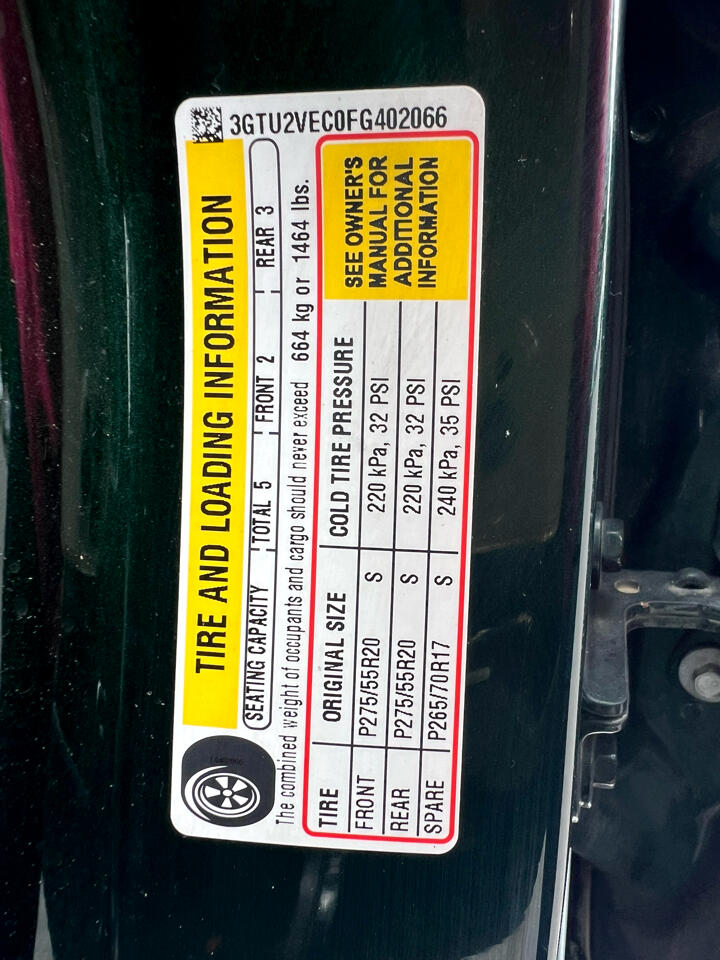 3GTU2VEC0FG402066
TIRE AND LOADING INFORMATION
SEATING CAPACITY TOTAL 5 FRONT 2 REAR 3
The combined weight of occupants and cargo should never exceed 664 kg or 1464 lbs.
TIRE ORIGINAL SIZE COLD TIRE PRESSURE
FRONT P275/55R20 S 220 kPa, 32 PSI
REAR P275/55R20 S 220 kPa, 32 PSI
SPARE P265/70R17 S 240 kPa, 35 PSI
SEE OWNER'S
MANUAL FOR
ADDITIONAL
INFORMATION